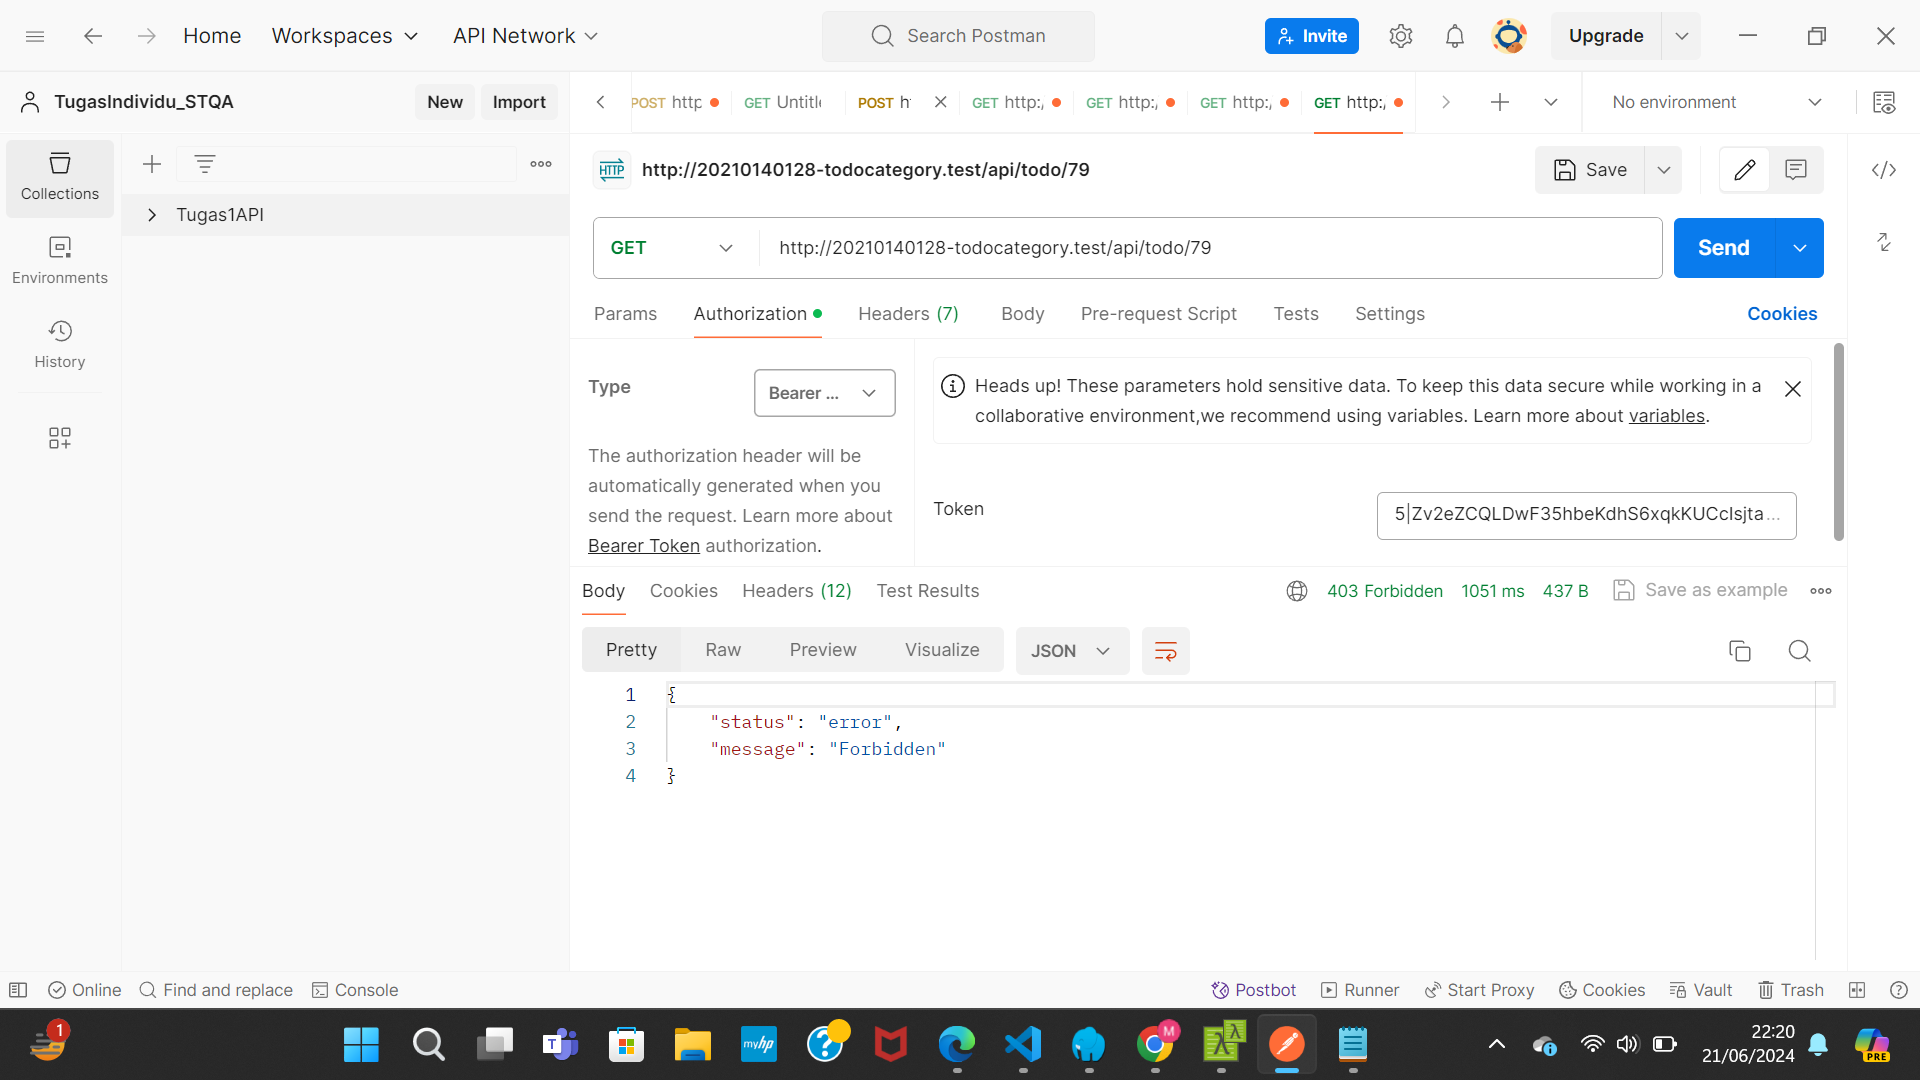 Home
Workspaces
API Network
Search Postman
Invite
Upgrade
TugasIndividu_STQA
New
Import
POST http
GET Untitle
POST h
GET http:/
GET http:/
GET http:/
GET http:/
No environment
Collections
Environments
History
Tugas1API
HTTP
http://20210140128-todocategory.test/api/todo/79
Save
GET
http://20210140128-todocategory.test/api/todo/79
Send
Params
Authorization
Headers (7)
Body
Pre-request Script
Tests
Settings
Cookies
Type
Bearer ...
The authorization header will be
automatically generated when you
send the request. Learn more about
Bearer Token authorization.
Heads up! These parameters hold sensitive data. To keep this data secure while working in a
collaborative environment,we recommend using variables. Learn more about variables.
Token
5|Zv2eZCQLDwF35hbeKdhS6xqkKUCcIsjta...
Body
Cookies
Headers (12)
Test Results
403 Forbidden
1051 ms
437 B
Save as example
Pretty
Raw
Preview
Visualize
JSON
1 {
2 "status": "error",
3 "message": "Forbidden"
4 }
Online
Find and replace
Console
Postbot
Runner
Start Proxy
Cookies
Vault
Trash
1
T
myhp
M
PRE
22:20
21/06/2024